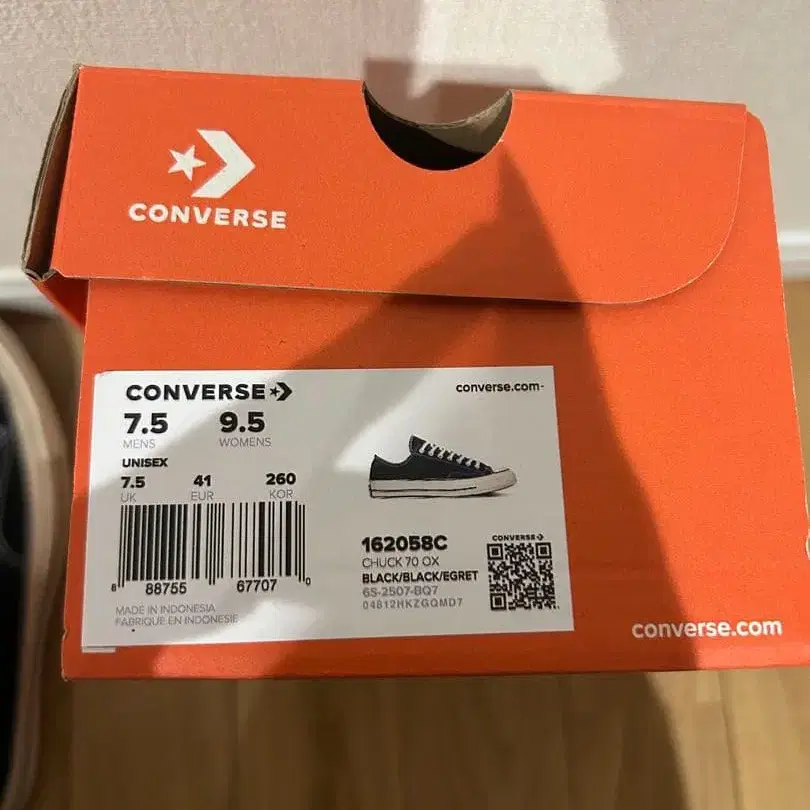 CONVERSE
CONVERSE converse.com
7.5 9.5
MENS WOMENS
UNISEX
7.5 41 260
UK EUR KOR
8 88755 67707 0
MADE IN INDONESIA
FABRIQUE EN INDONESIE
162058C
CHUCK 70 OX
BLACK/BLACK/EGRET
6S-2507-BQ7
04812HKZGQMD7
CONVERSE
converse.com